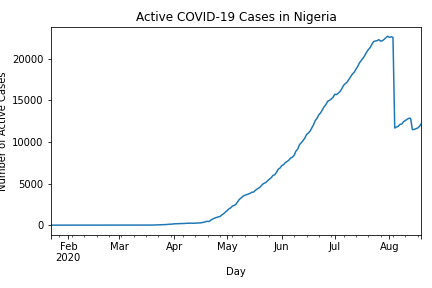 Active COVID-19 Cases in Nigeria
Number of Active Cases
20000
15000
10000
5000
0
Feb Mar Apr May Jun Jul Aug
2020
Day